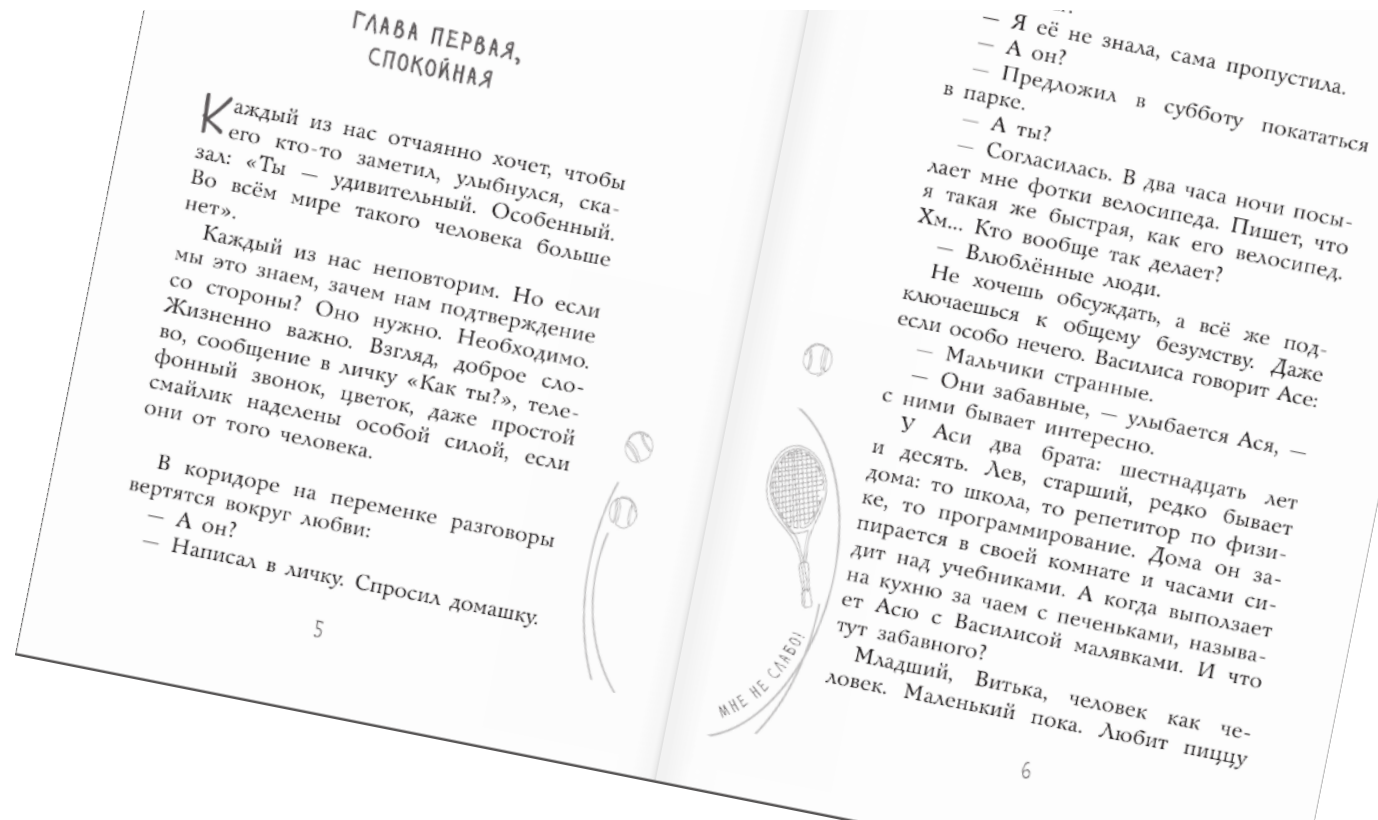 ГЛАВА ПЕРВАЯ,
СПОКОЙНАЯ
Каждый из нас отчаянно хочет, чтобы
его кто-то заметил, улыбнулся, ска-
зал: «Ты — удивительный. Особенный.
Во всём мире такого человека больше
нет».
Каждый из нас неповторим. Но если
мы это знаем, зачем нам подтверждение
со стороны? Оно нужно. Необходимо.
Жизненно важно. Взгляд, доброе сло-
во, сообщение в личку «Как ты?», теле-
фонный звонок, цветок, даже простой
смайлик наделены особой силой, если
они от того человека.
В коридоре на переменке разговоры
вертятся вокруг любви:
— А он?
— Написал в личку. Спросил домашку.
5
— Я её не знала, сама пропустила.
— А он?
— Предложил в субботу покататься
в парке.
— А ты?
— Согласилась. В два часа ночи посы-
лает мне фотки велосипеда. Пишет, что
я такая же быстрая, как его велосипед.
Хм... Кто вообще так делает?
— Влюблённые люди.
Не хочешь обсуждать, а всё же под-
ключаешься к общему безумству. Даже
если особо нечего. Василиса говорит Асе:
— Мальчики странные.
— Они забавные, — улыбается Ася, —
с ними бывает интересно.
У Аси два брата: шестнадцать лет
и десять. Лев, старший, редко бывает
дома: то школа, то репетитор по физи-
ке, то программирование. Дома он за-
пирается в своей комнате и часами си-
дит над учебниками. А когда выползает
на кухню за чаем с печеньками, называ-
ет Асю с Василисой малявками. И что
тут забавного?
Младший, Витька, человек как че-
ловек. Маленький пока. Любит пиццу
МНЕ НЕ СЛАБО!
6